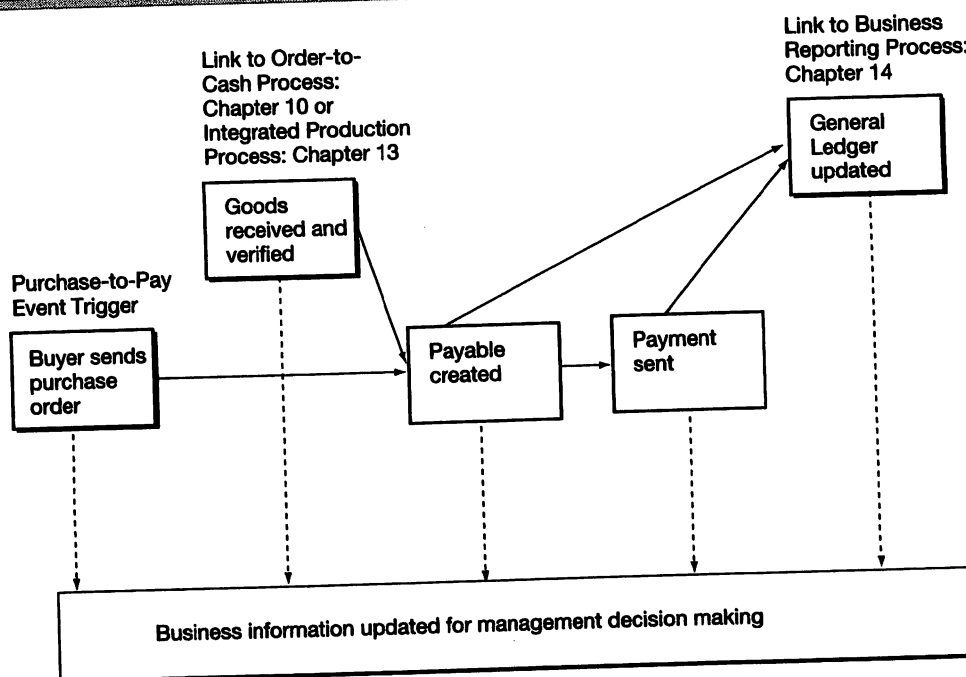 Link to Business
Reporting Process:
Chapter 14
Link to Order-to-
Cash Process:
Chapter 10 or
Integrated Production
Process: Chapter 13
General
Ledger
updated
Goods
received and
verified
Purchase-to-Pay
Event Trigger
Buyer sends
purchase
order
Payable
created
Payment
sent
Business information updated for management decision making